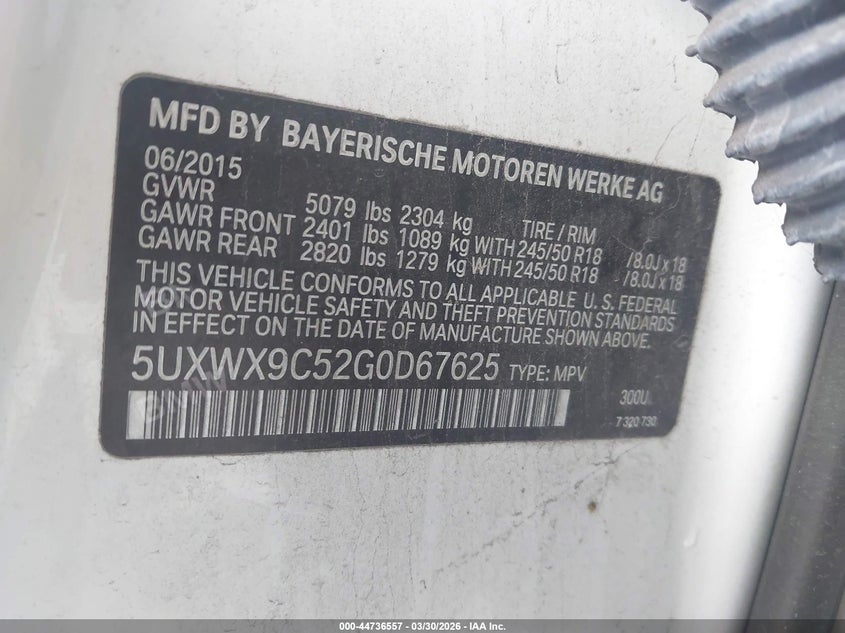 MFD BY BAYERISCHE MOTOREN WERKE AG
06/2015
GVWR 5079 lbs 2304 kg TIRE / RIM
GAWR FRONT 2401 lbs 1089 kg WITH 245/50 R18 /8.0J x 18
GAWR REAR 2820 lbs 1279 kg WITH 245/50 R18 /8.0J x 18
THIS VEHICLE CONFORMS TO ALL APPLICABLE U.S. FEDERAL
MOTOR VEHICLE SAFETY AND THEFT PREVENTION STANDARDS
IN EFFECT ON THE DATE OF MANUFACTURE SHOWN ABOVE.
5UXWX9C52G0D67625 TYPE: MPV
300U
7 320 730
000-44736557 - 03/30/2026 - IAA Inc.